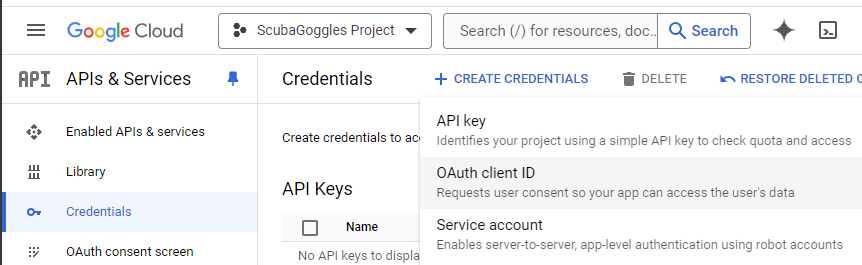 Google Cloud ScubaGoggles Project Search (/) for resources, doc... Search
API APIs & Services Credentials CREATE CREDENTIALS DELETE RESTORE DELETED
API key
Identifies your project using a simple API key to check quota and access
Enabled APIs & services Create credentials to
Library OAuth client ID
Requests user consent so your app can access the user's data
API Keys
Credentials Service account
Name Enables server-to-server, app-level authentication using robot accounts
OAuth consent screen No API keys to displa